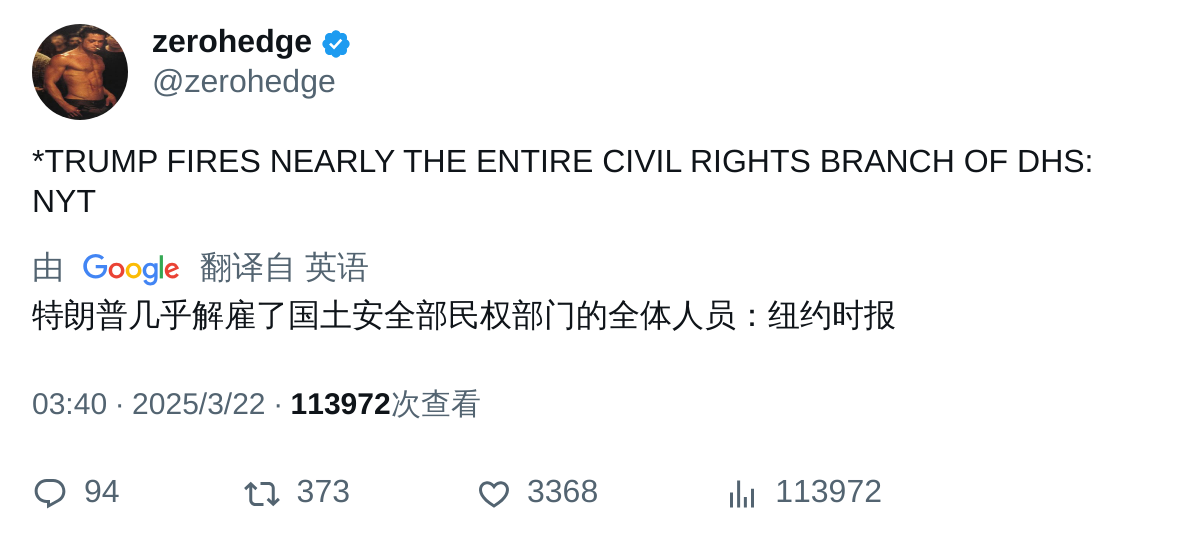 zerohedge
@zerohedge
*TRUMP FIRES NEARLY THE ENTIRE CIVIL RIGHTS BRANCH OF DHS:
NYT
由 Google 翻译自 英语
特朗普几乎解雇了国土安全部民权部门的全体人员：纽约时报
03:40 · 2025/3/22 · 113972次查看
94 373 3368 113972